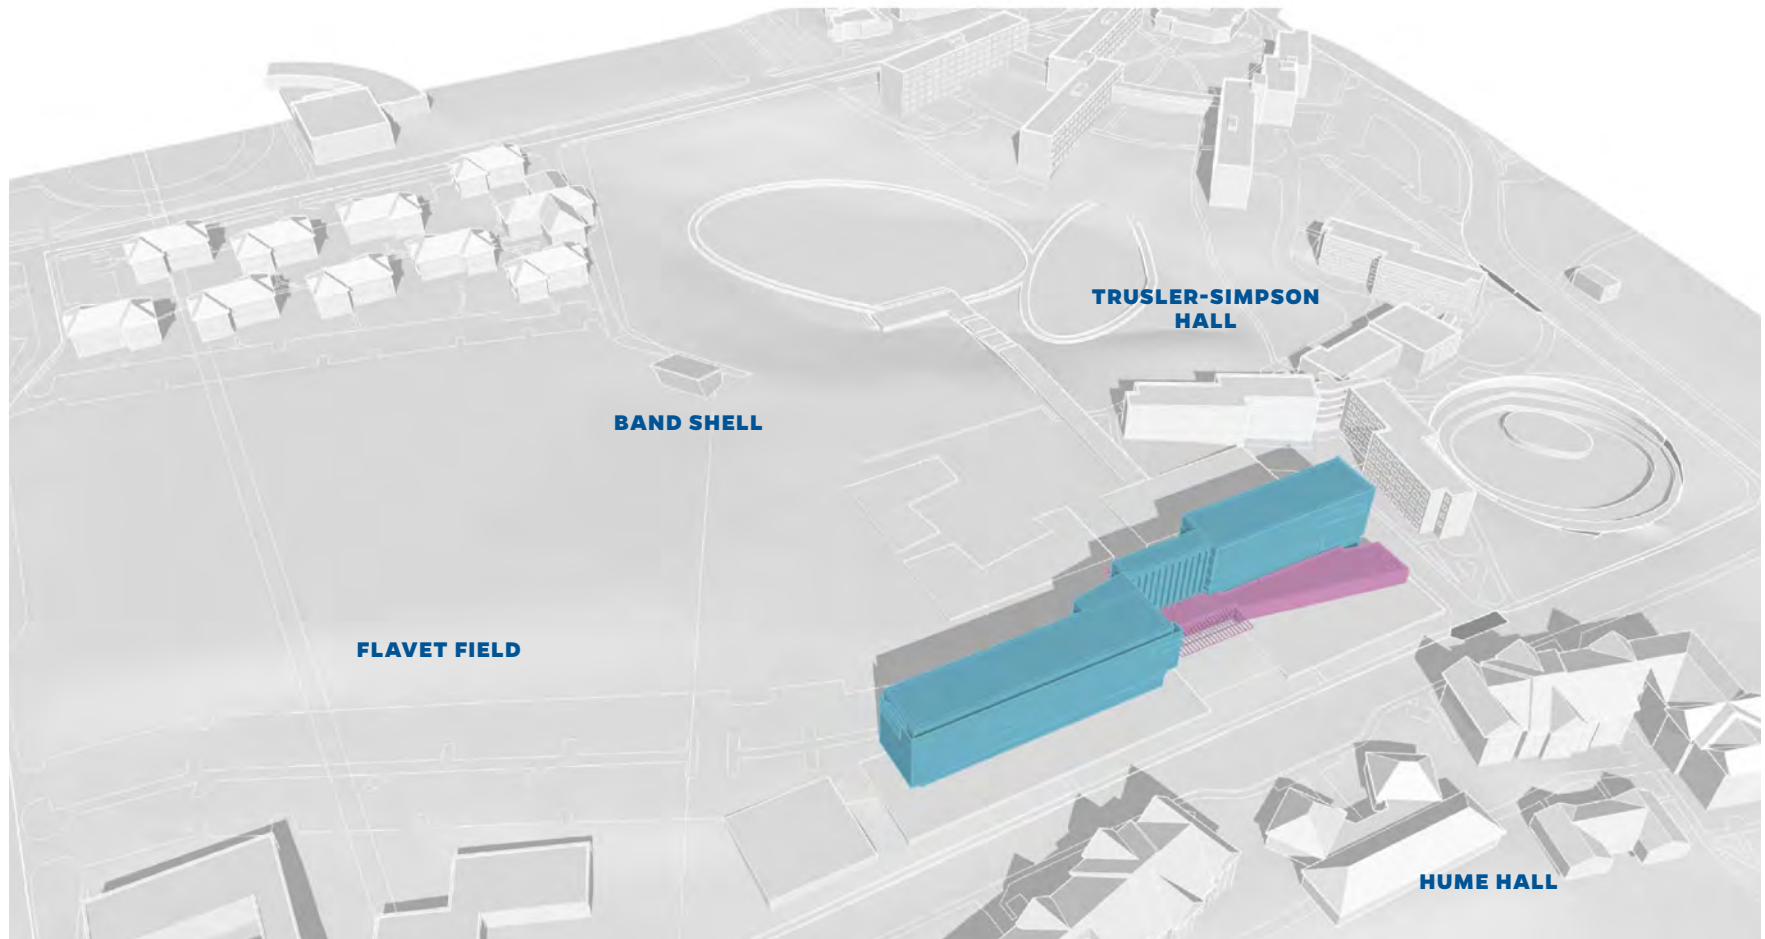 TRUSLER-SIMPSON
HALL
BAND SHELL
FLAVET FIELD
HUME HALL